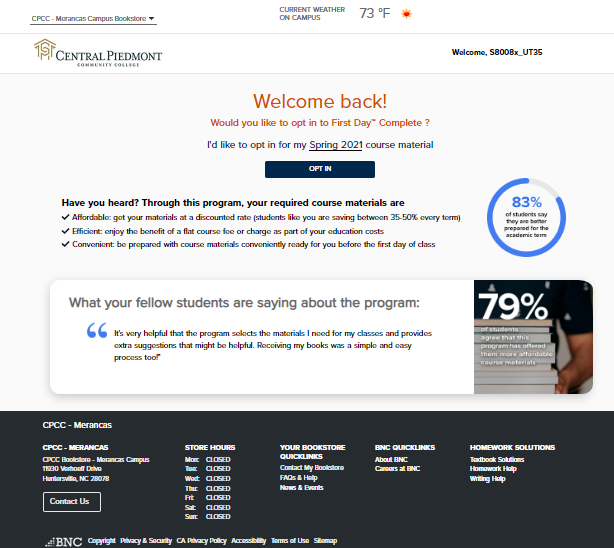 CPCC - Merancas Campus Bookstore
CURRENT WEATHER
ON CAMPUS
73 °F
CENTRAL PIEDMONT
COMMUNITY COLLEGE
Welcome, S8008x_UT35
Welcome back!
Would you like to opt in to First Day™ Complete ?
I'd like to opt in for my Spring 2021 course material
OPT IN
Have you heard? Through this program, your required course materials are
Affordable: get your materials at a discounted rate (students like you are saving between 35-50% every term)
Efficient: enjoy the benefit of a flat course fee or charge as part of your education costs
Convenient: be prepared with course materials conveniently ready for you before the first day of class
83%
of students say
they are better
prepared for the
academic term
What your fellow students are saying about the program:
“ It's very helpful that the program selects the materials I need for my classes and provides
extra suggestions that might be helpful. Receiving my books was a simple and easy
process too!"
79%
of students
agree that this
program has offered
them more affordable
course materials
CPCC - Merancas
CPCC - MERANCAS
CPCC Bookstore - Merancas Campus
11930 Verhoeff Drive
Huntersville, NC 28078
Contact Us
STORE HOURS
Mon: CLOSED
Tue: CLOSED
Wed: CLOSED
Thu: CLOSED
Fri: CLOSED
Sat: CLOSED
Sun: CLOSED
YOUR BOOKSTORE
QUICKLINKS
Contact My Bookstore
FAQs & Help
News & Events
BNC QUICKLINKS
About BNC
Careers at BNC
HOMEWORK SOLUTIONS
Textbook Solutions
Homework Help
Writing Help
BNC Copyright Privacy & Security CA Privacy Policy Accessibility Terms of Use Sitemap